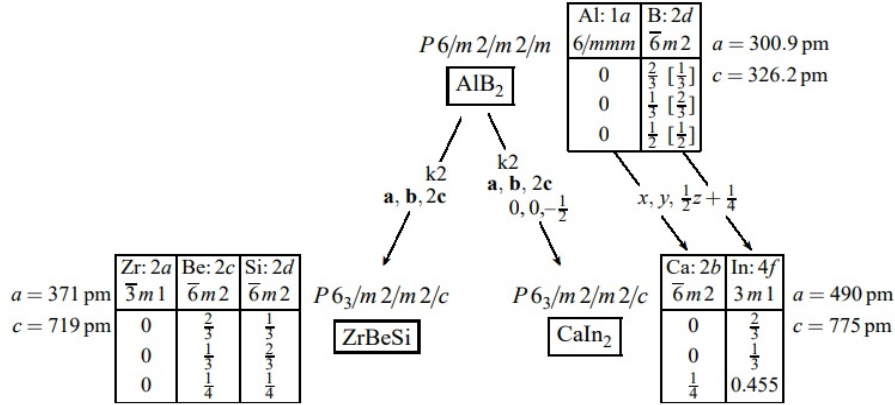 P 6/m 2/m 2/m
AlB₂
Al: 1a B: 2d
6/mmm 6̅m2
0 2/3 [1/3]
0 1/3 [2/3]
0 1/2 [1/2]
a = 300.9 pm
c = 326.2 pm
k2
a, b, 2c
k2
a, b, 2c
0, 0, −1/2
x, y, 1/2z + 1/4
a = 371 pm
c = 719 pm
Zr: 2a Be: 2c Si: 2d
3̅m1 6̅m2 6̅m2
0 2/3 1/3
0 1/3 2/3
0 1/4 1/4
P 6₃/m 2/m 2/c
ZrBeSi
P 6₃/m 2/m 2/c
CaIn₂
Ca: 2b In: 4f
6̅m2 3m1
0 2/3
0 1/3
1/4 0.455
a = 490 pm
c = 775 pm